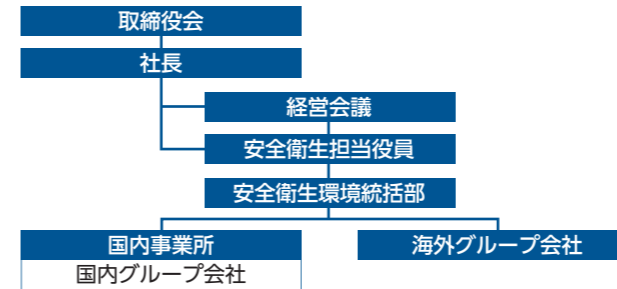 取締役会
社長
経営会議
安全衛生担当役員
安全衛生環境統括部
国内事業所
海外グループ会社
国内グループ会社